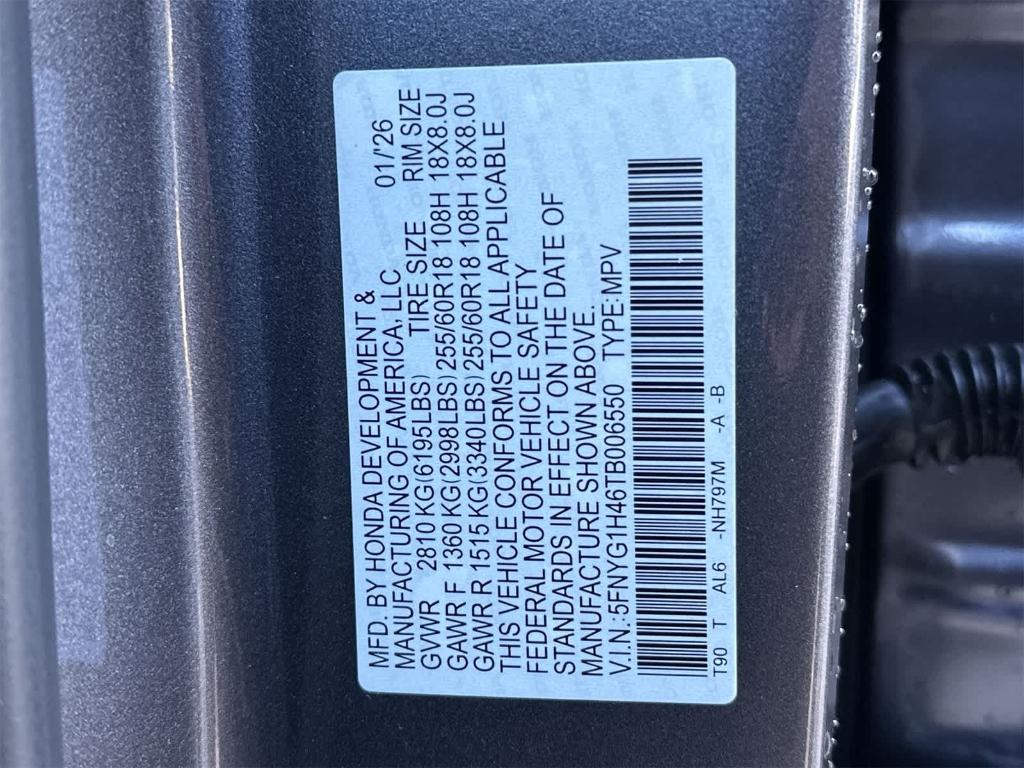 MFD. BY HONDA DEVELOPMENT &
MANUFACTURING OF AMERICA, LLC 01/'26
GVWR 2810 KG(6195LBS) TIRE SIZE RIM SIZE
GAWR F 1360 KG(2998LBS) 255/60R18 108H 18X8.0J
GAWR R 1515 KG(3340LBS) 255/60R18 108H 18X8.0J
THIS VEHICLE CONFORMS TO ALL APPLICABLE
FEDERAL MOTOR VEHICLE SAFETY
STANDARDS IN EFFECT ON THE DATE OF
MANUFACTURE SHOWN ABOVE.
V.I.N.:5FNYG1H46TB006550 TYPE:MPV
T90 T AL6 -NH797M -A -B